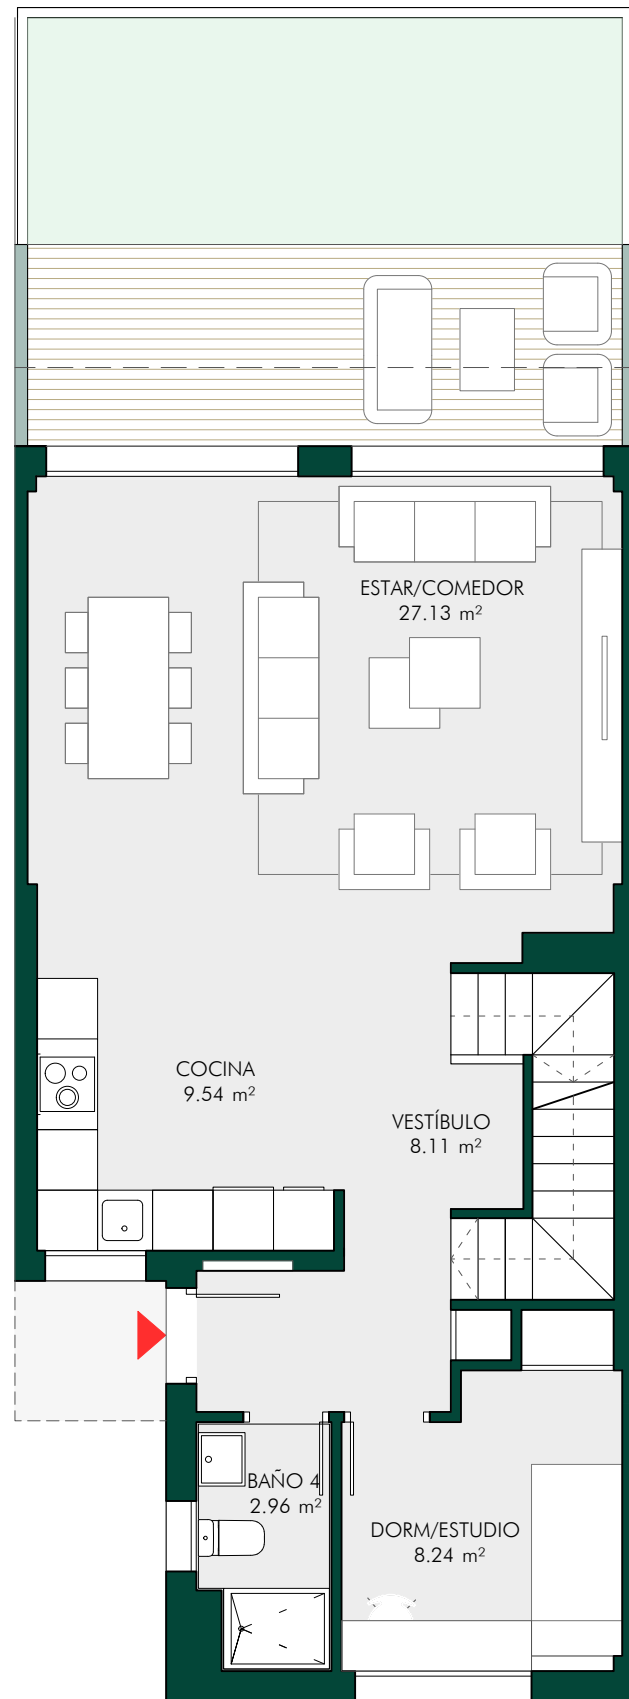 ESTAR/COMEDOR
27.13 m²
COCINA
9.54 m²
VESTÍBULO
8.11 m²
BAÑO 4
2.96 m²
DORM/ESTUDIO
8.24 m²